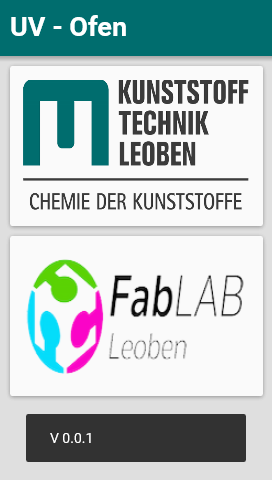 UV - Ofen
KUNSTSTOFF
TECHNIK
LEOBEN
CHEMIE DER KUNSTSTOFFE
FabLAB
Leoben
V 0.0.1